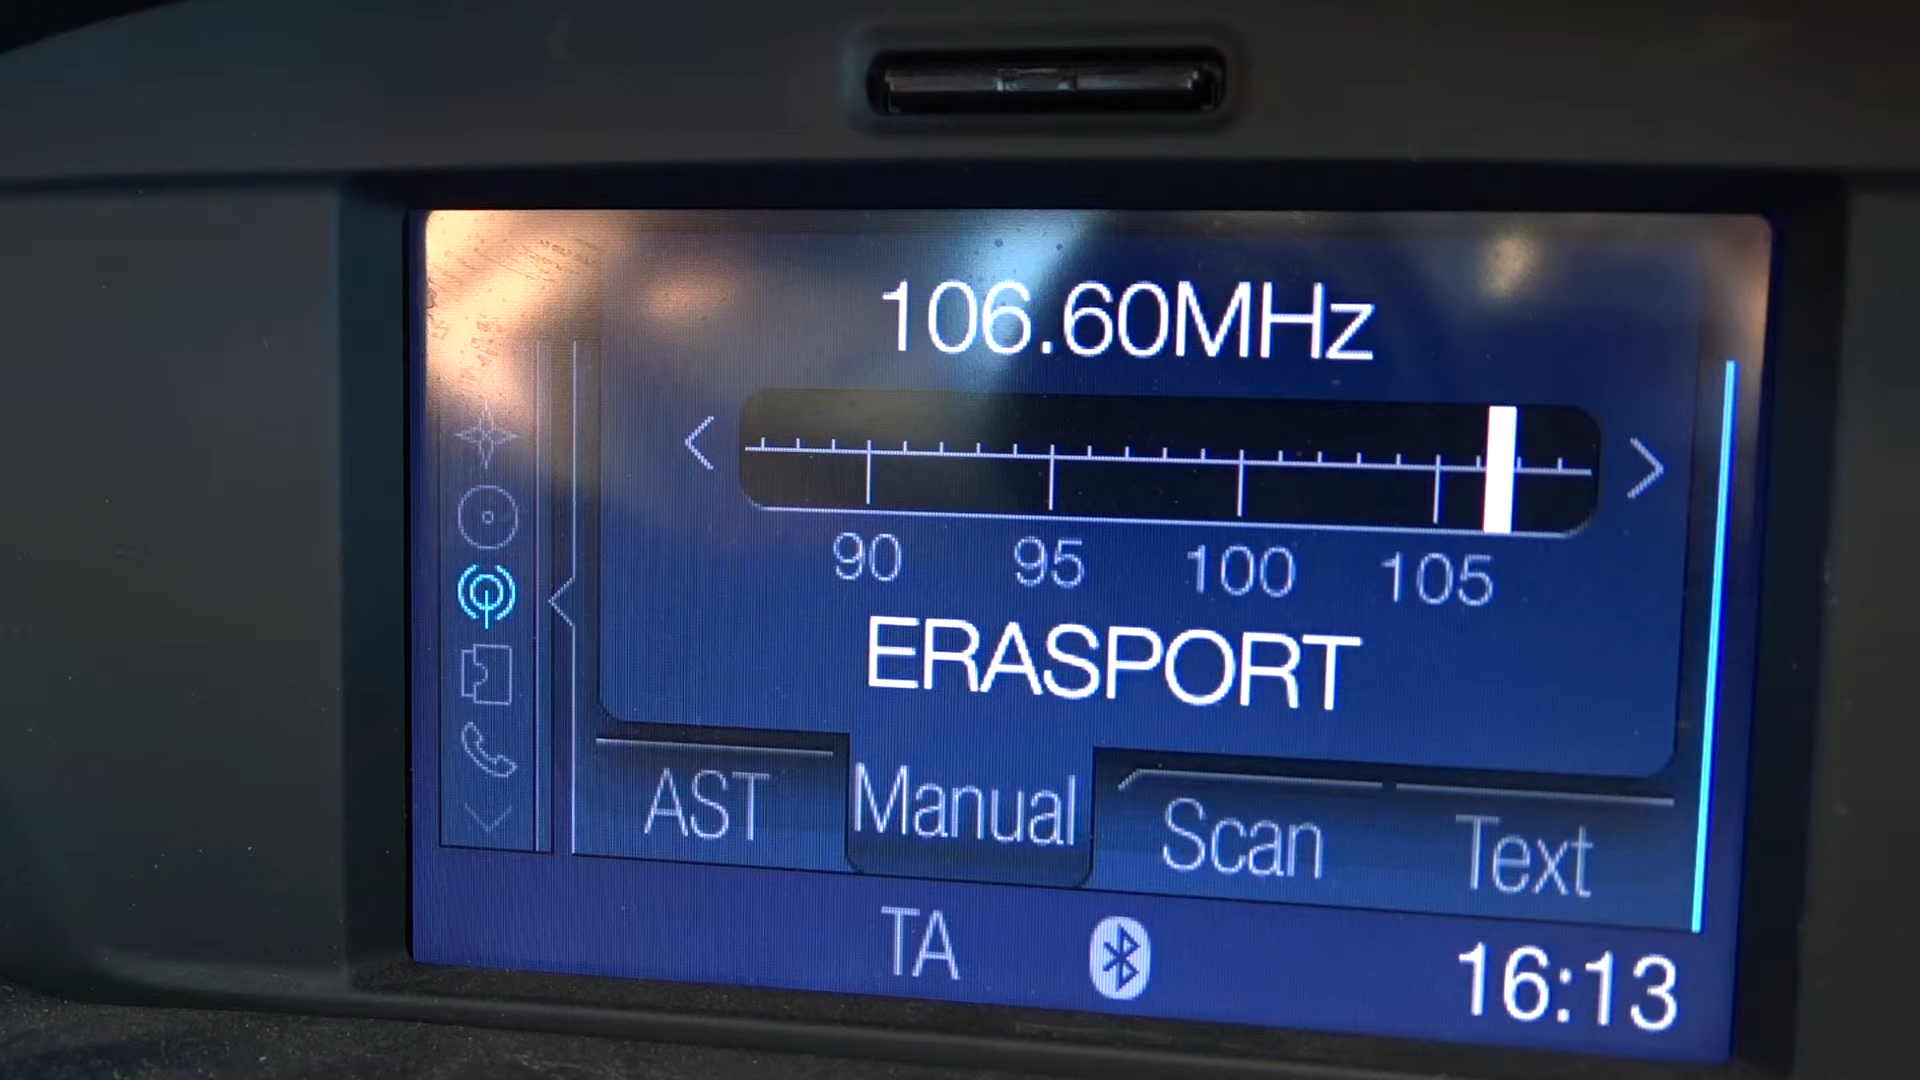 106.60MHz
90 95 100 105
ERASPORT
AST Manual Scan Text
TA 16:13